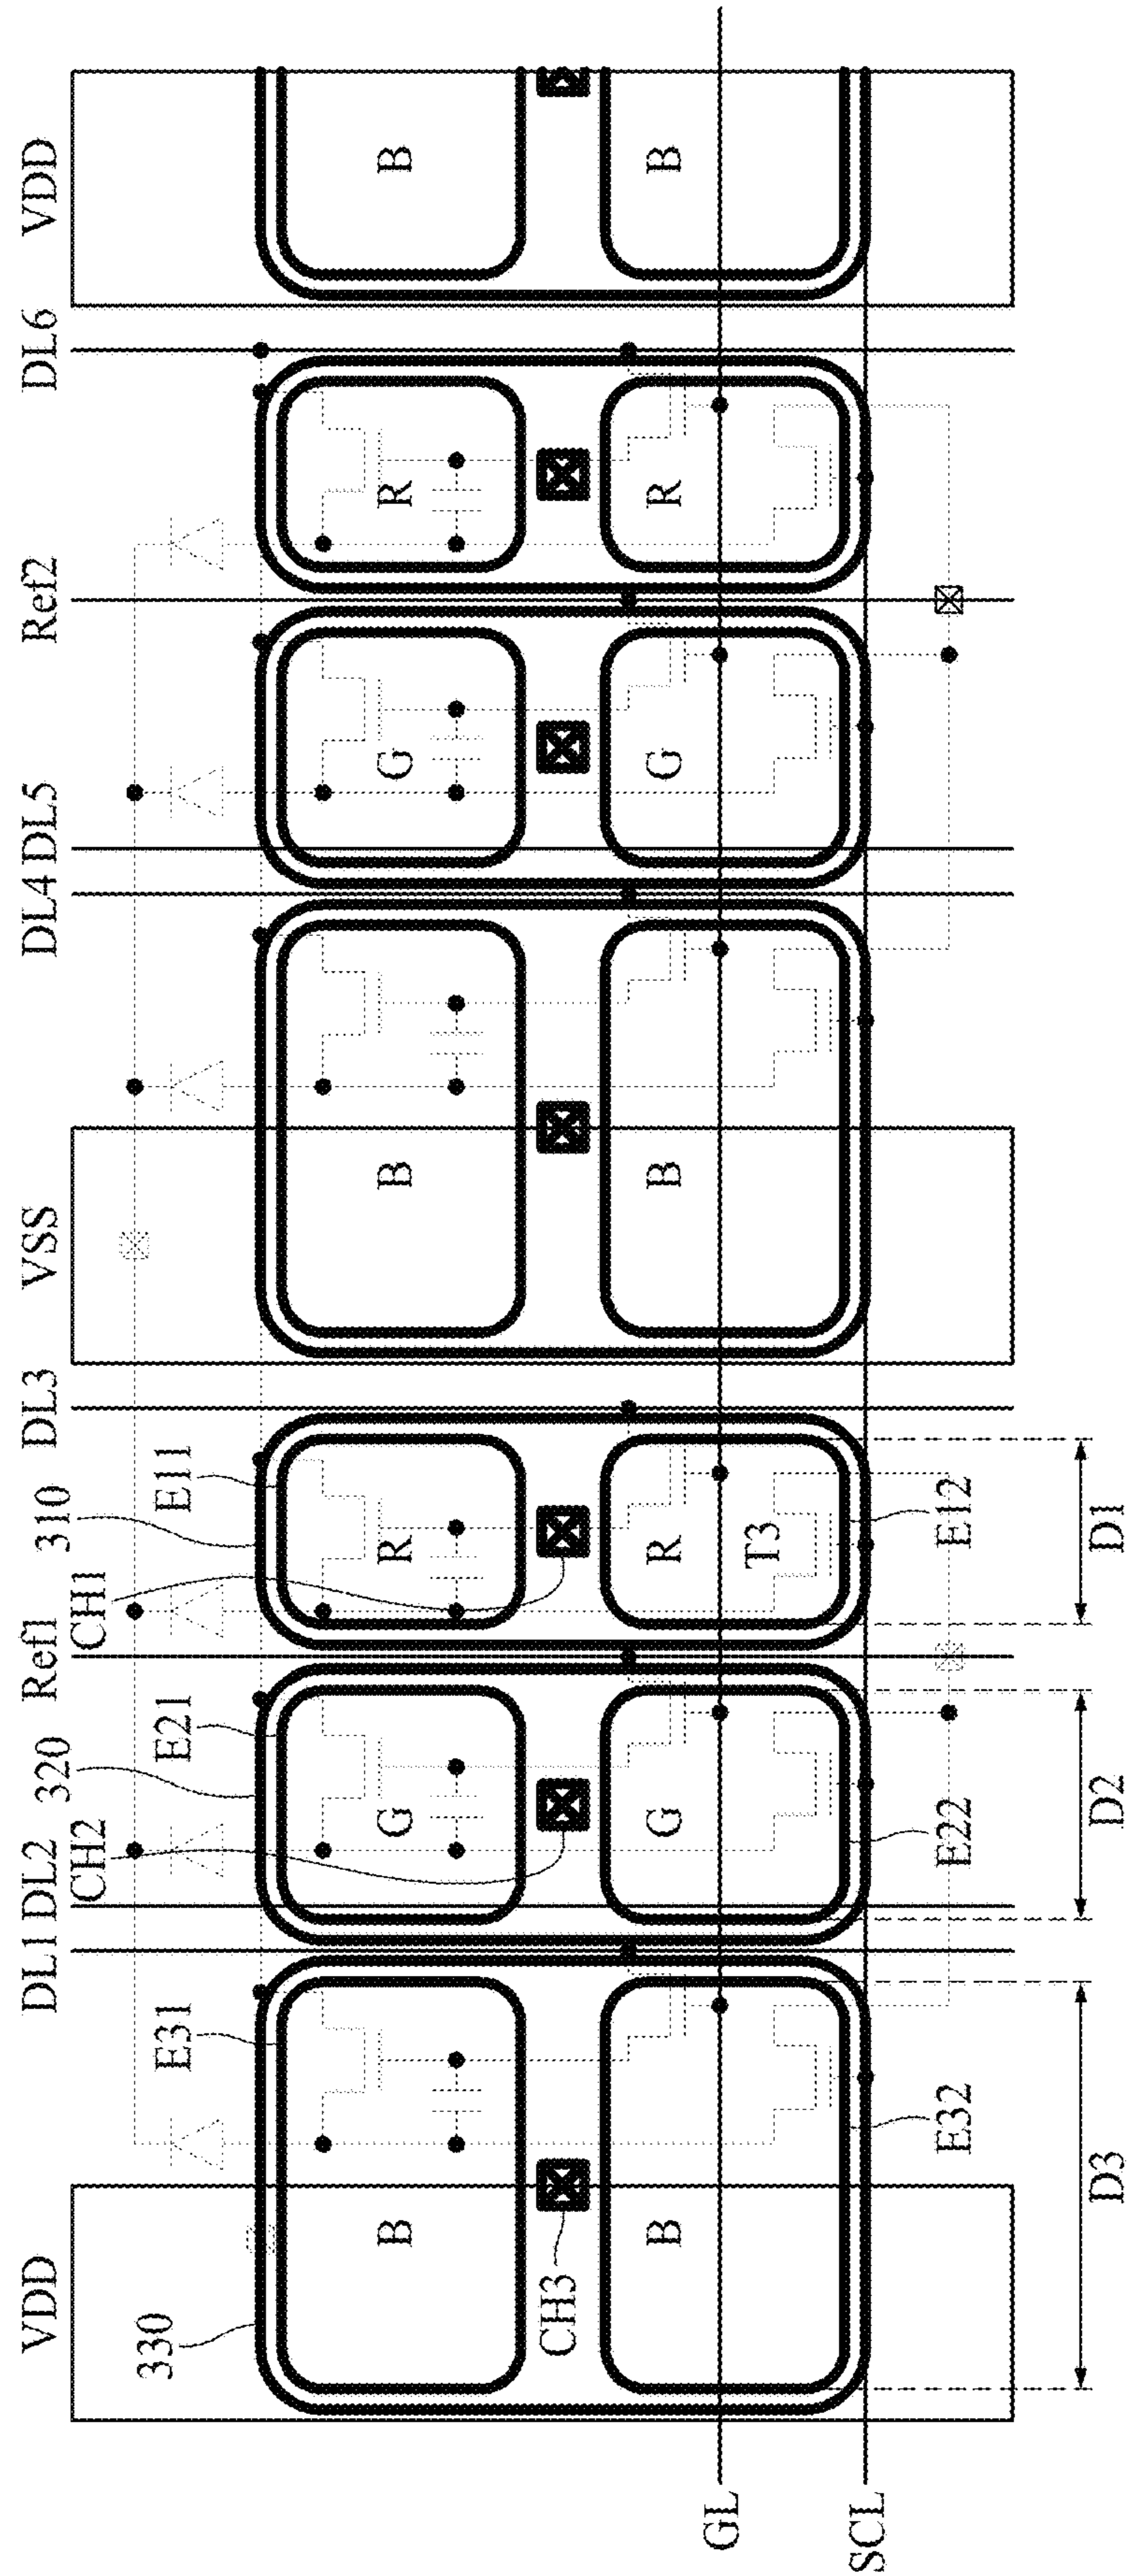 VDD DL1 DL2 Ref1 DL3 VSS DL4 DL5 Ref2 DL6 VDD
330 CH2 320 CH1 310
E31 E21 E11
B G R B G R B
CH3
B G R B G R B
GL
T3
SCL
E32 E22 E12
D3 D2 D1